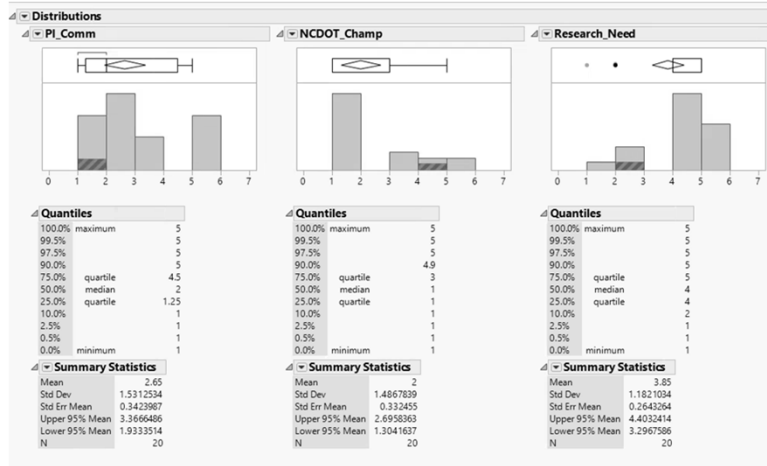 Distributions
PI_Comm
0 1 2 3 4 5 6 7
Quantiles
100.0% maximum 5
99.5% 5
97.5% 5
90.0% 5
75.0% quartile 4.5
50.0% median 2
25.0% quartile 1.25
10.0% 1
2.5% 1
0.5% 1
0.0% minimum 1
Summary Statistics
Mean 2.65
Std Dev 1.5312534
Std Err Mean 0.3423987
Upper 95% Mean 3.3666486
Lower 95% Mean 1.9333514
N 20
NCDOT_Champ
0 1 2 3 4 5 6 7
Quantiles
100.0% maximum 5
99.5% 5
97.5% 5
90.0% 4.9
75.0% quartile 3
50.0% median 1
25.0% quartile 1
10.0% 1
2.5% 1
0.5% 1
0.0% minimum 1
Summary Statistics
Mean 2
Std Dev 1.4867839
Std Err Mean 0.332455
Upper 95% Mean 2.6958363
Lower 95% Mean 1.3041637
N 20
Research_Need
0 1 2 3 4 5 6 7
Quantiles
100.0% maximum 5
99.5% 5
97.5% 5
90.0% 5
75.0% quartile 5
50.0% median 4
25.0% quartile 4
10.0% 2
2.5% 1
0.5% 1
0.0% minimum 1
Summary Statistics
Mean 3.85
Std Dev 1.1821034
Std Err Mean 0.2643264
Upper 95% Mean 4.4032414
Lower 95% Mean 3.2967586
N 20